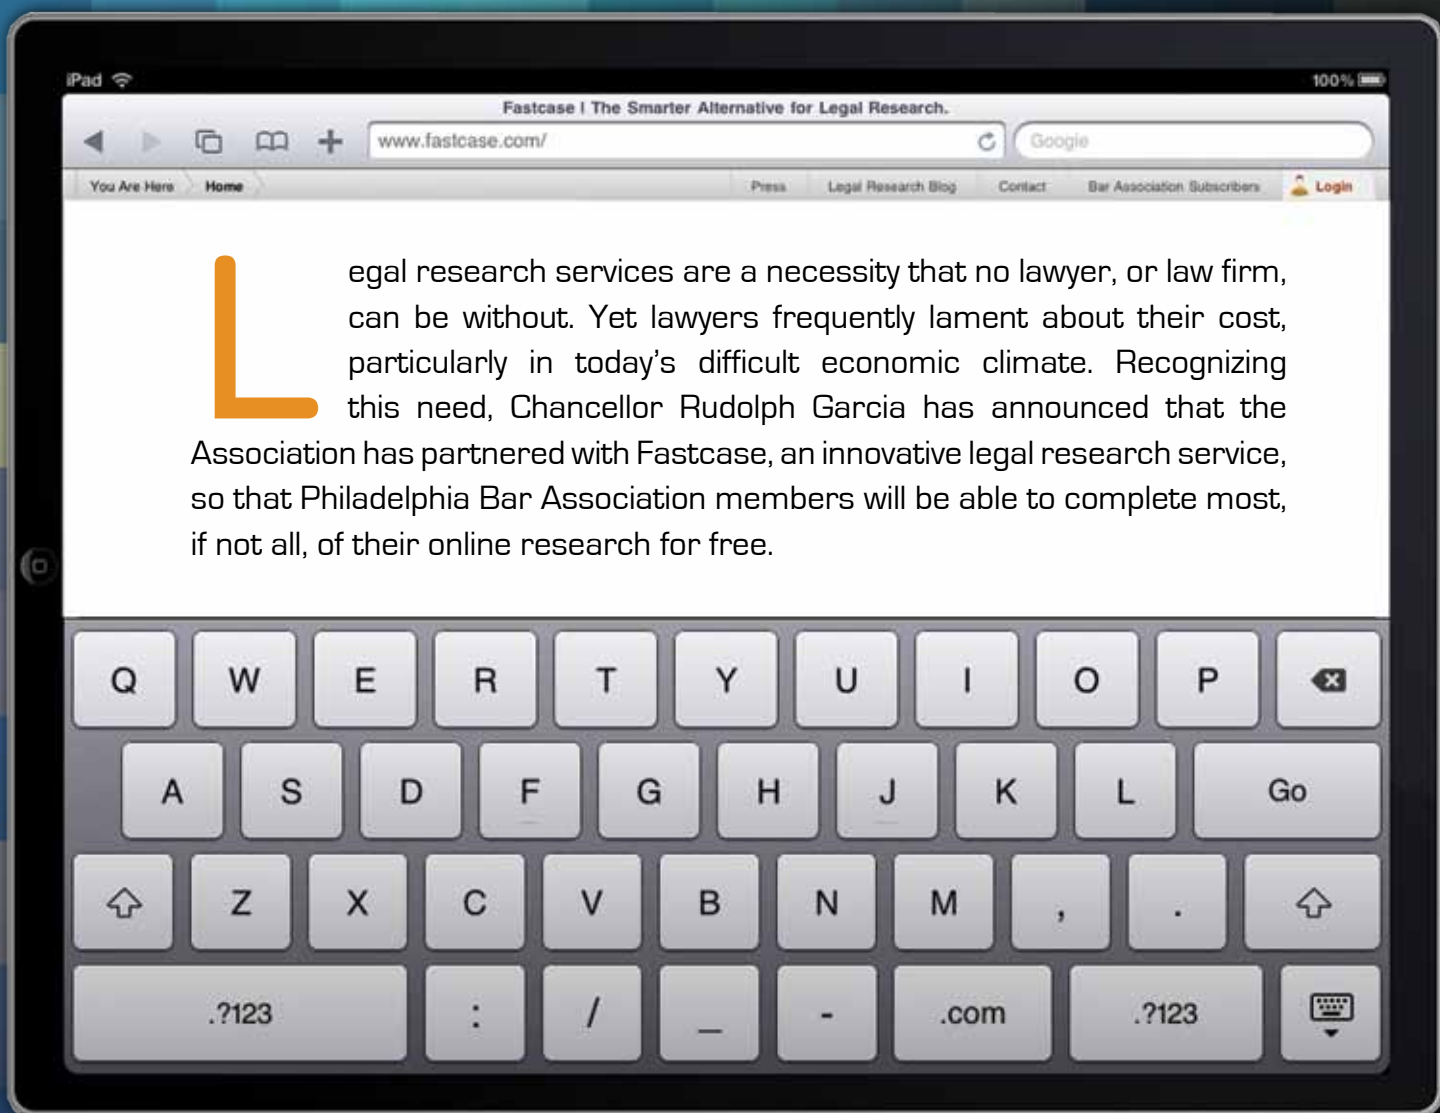 iPad 100%
Fastcase | The Smarter Alternative for Legal Research.
www.fastcase.com/ Google
You Are Here Home Press Legal Research Blog Contact Bar Association Subscribers Login
Legal research services are a necessity that no lawyer, or law firm,
can be without. Yet lawyers frequently lament about their cost,
particularly in today's difficult economic climate. Recognizing
this need, Chancellor Rudolph Garcia has announced that the
Association has partnered with Fastcase, an innovative legal research service,
so that Philadelphia Bar Association members will be able to complete most,
if not all, of their online research for free.
Q W E R T Y U I O P
A S D F G H J K L Go
Z X C V B N M , .
.?123 : / _ - .com .?123